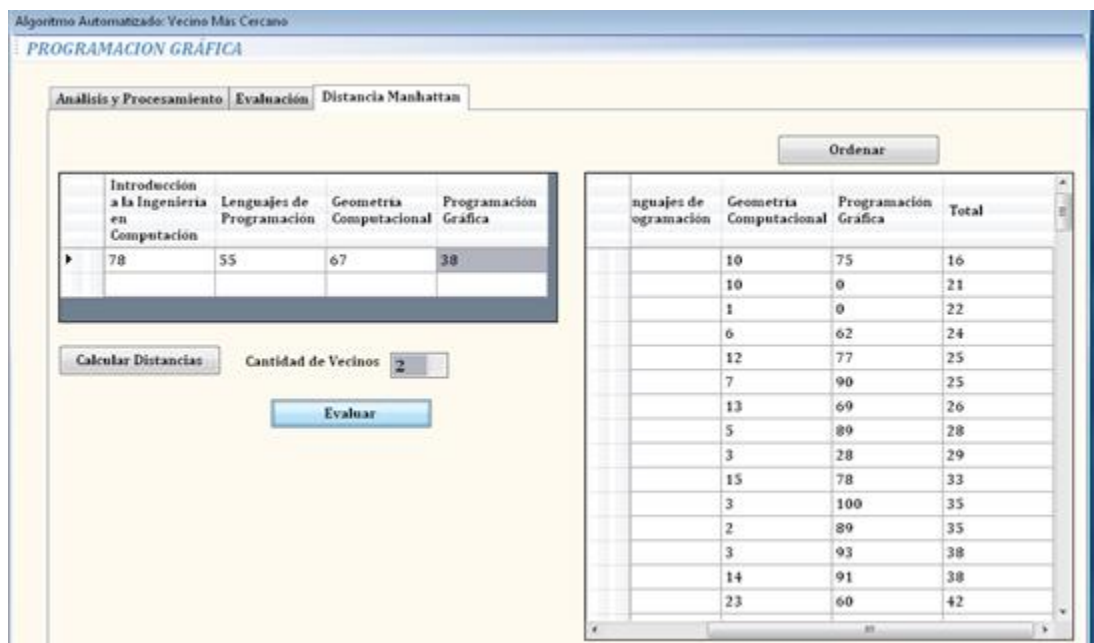 Algoritmo Automatizado: Vecino Más Cercano
PROGRAMACION GRÁFICA
Análisis y Procesamiento Evaluación Distancia Manhattan
Ordenar
Introducción a la Ingeniería en Computación Lenguajes de Programación Geometría Computacional Programación Gráfica
78 55 67 38
Calcular Distancias Cantidad de Vecinos 2
Evaluar
nguajes de ogramación Geometría Computacional Programación Gráfica Total
10 75 16
10 0 21
1 0 22
6 62 24
12 77 25
7 90 25
13 69 26
5 89 28
3 28 29
15 78 33
3 100 35
2 89 35
3 93 38
14 91 38
23 60 42